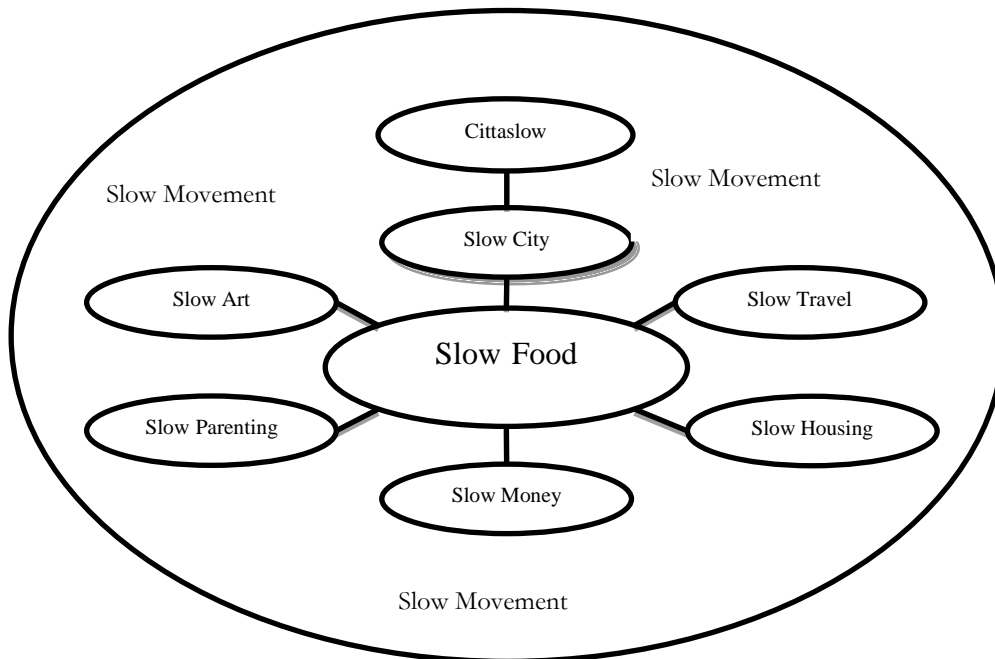 Cittaslow
Slow Movement
Slow Movement
Slow City
Slow Art
Slow Travel
Slow Food
Slow Parenting
Slow Housing
Slow Money
Slow Movement